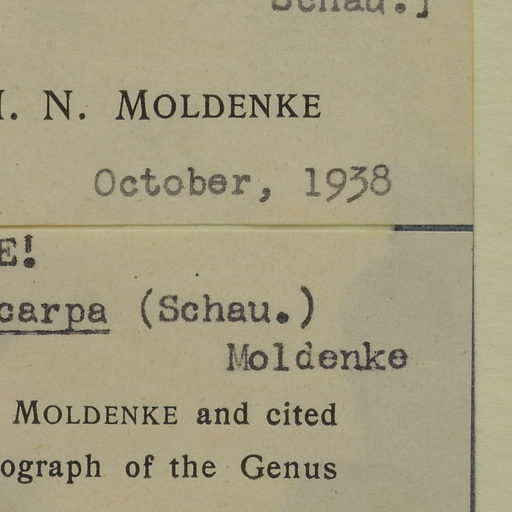 Schau.]
H. N. MOLDENKE
October, 1938
E!
carpa (Schau.)
Moldenke
MOLDENKE and cited
ograph of the Genus